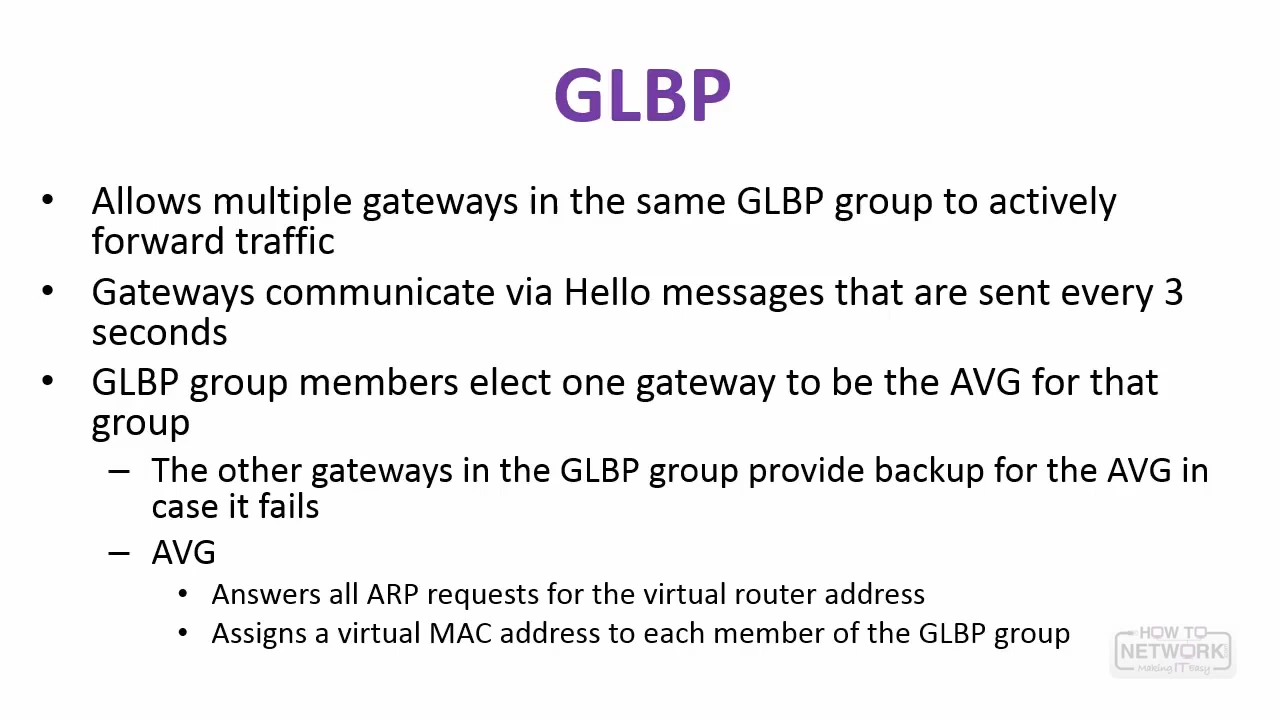 GLBP
• Allows multiple gateways in the same GLBP group to actively
forward traffic
• Gateways communicate via Hello messages that are sent every 3
seconds
• GLBP group members elect one gateway to be the AVG for that
group
– The other gateways in the GLBP group provide backup for the AVG in
case it fails
– AVG
• Answers all ARP requests for the virtual router address
• Assigns a virtual MAC address to each member of the GLBP group
HOW TO
NETWORK
Making IT Easy